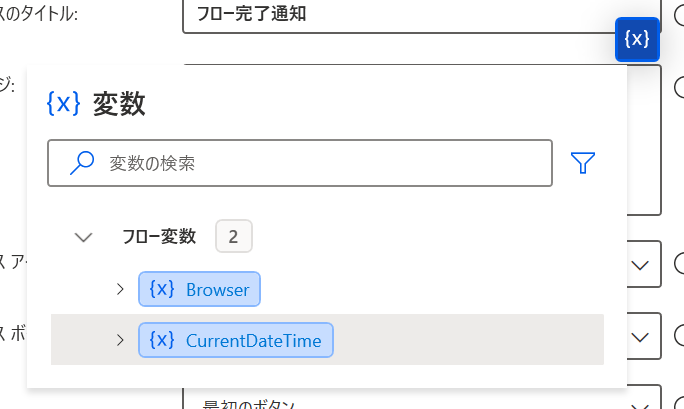 スのタイトル:
フロー完了通知
{x}
ジ:
{x} 変数
変数の検索
フロー変数 2
{x} Browser
ス アイ
{x} CurrentDateTime
ス ボ
最初のボタン